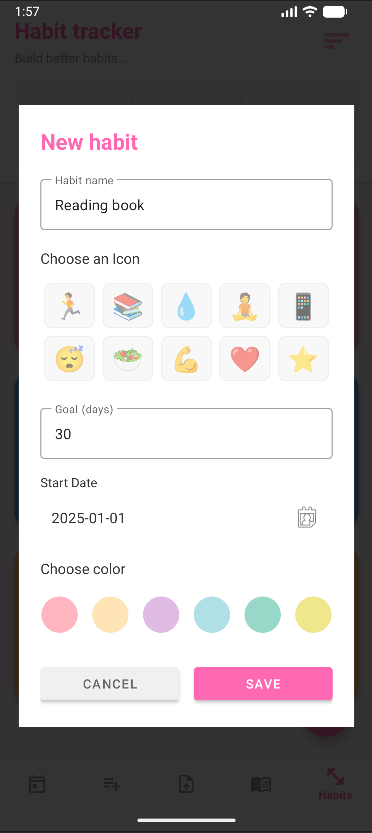 1:57
Habit tracker
Build better habits...
New habit
Habit name
Reading book
Choose an Icon
Goal (days)
30
Start Date
2025-01-01
Choose color
CANCEL SAVE
Habits